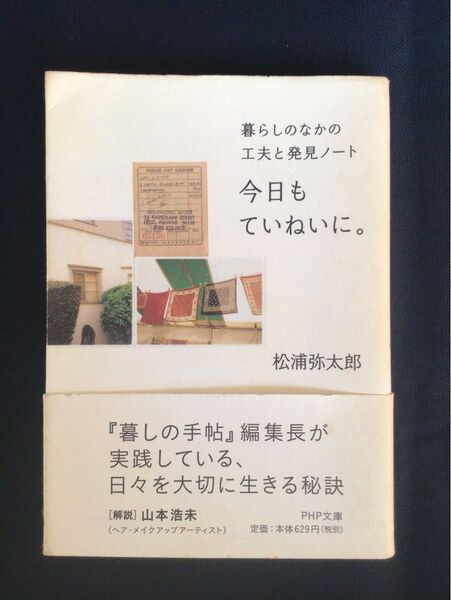 暮らしのなかの
工夫と発見ノート
今日も
ていねいに。
PLEASE PAY CASHIER
松浦弥太郎
『暮しの手帖』編集長が
実践している、
日々を大切に生きる秘訣
[解説] 山本浩未
(ヘア・メイクアップアーティスト)
PHP文庫
定価:本体629円(税別)